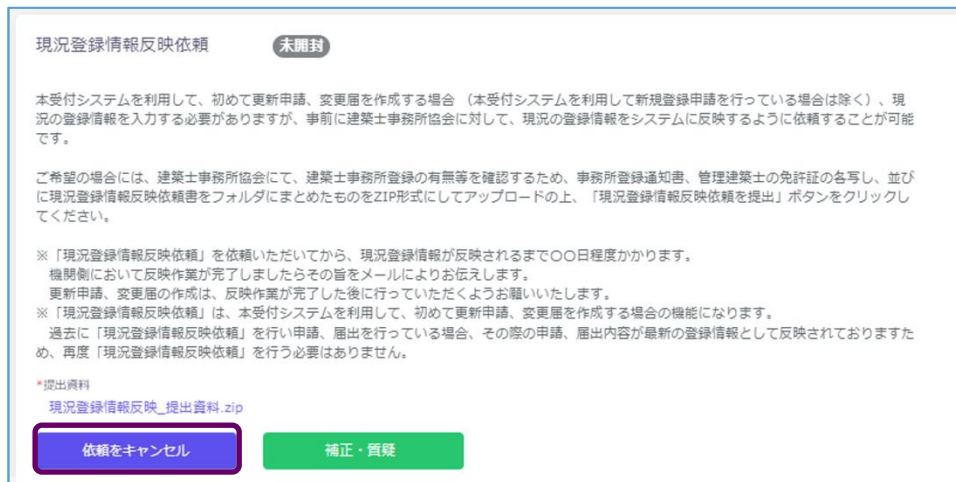 現況登録情報反映依頼 未開封
本受付システムを利用して、初めて更新申請、変更届を作成する場合 （本受付システムを利用して新規登録申請を行っている場合は除く）、現
況の登録情報を入力する必要がありますが、事前に建築士事務所協会に対して、現況の登録情報をシステムに反映するように依頼することが可能
です。
ご希望の場合には、建築士事務所協会にて、建築士事務所登録の有無等を確認するため、事務所登録通知書、管理建築士の免許証の各写し、並び
に現況登録情報反映依頼書をフォルダにまとめたものをZIP形式にしてアップロードの上、「現況登録情報反映依頼を提出」ボタンをクリックし
てください。
※「現況登録情報反映依頼」を依頼いただいてから、現況登録情報が反映されるまで〇〇日程度かかります。
機関側において反映作業が完了しましたらその旨をメールによりお伝えします。
更新申請、変更届の作成は、反映作業が完了した後に行っていただくようお願いいたします。
※「現況登録情報反映依頼」は、本受付システムを利用して、初めて更新申請、変更届を作成する場合の機能になります。
過去に「現況登録情報反映依頼」を行い申請、届出を行っている場合、その際の申請、届出内容が最新の登録情報として反映されておりますた
め、再度「現況登録情報反映依頼」を行う必要はありません。
*提出資料
現況登録情報反映_提出資料.zip
依頼をキャンセル 補正・質疑